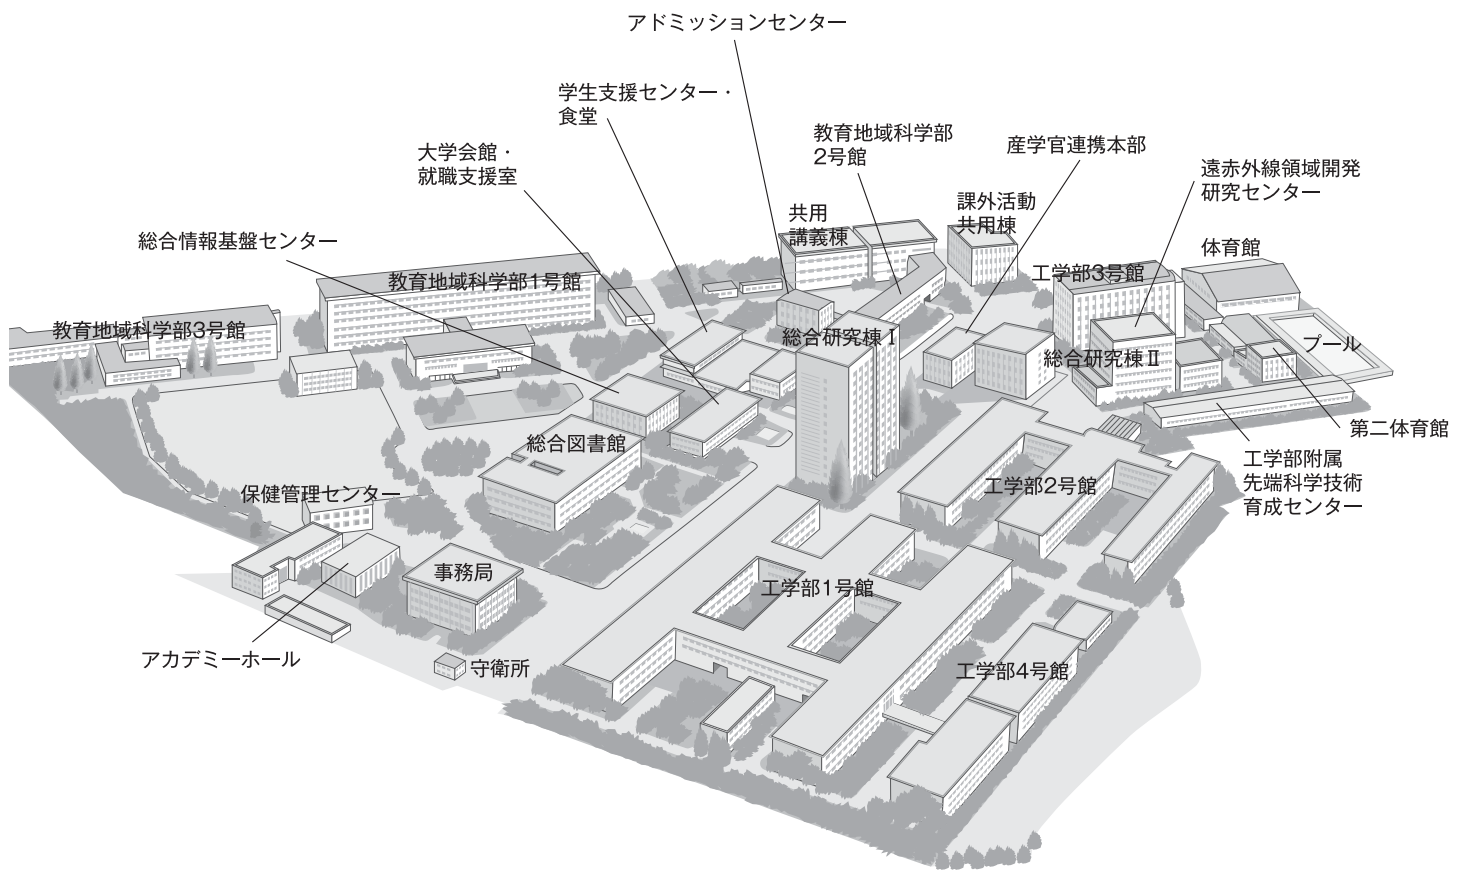 アドミッションセンター
学生支援センター・
食堂
大学会館・
就職支援室
総合情報基盤センター
教育地域科学部
2号館
産学官連携本部
遠赤外線領域開発
研究センター
共用
講義棟
課外活動
共用棟
体育館
教育地域科学部1号館
工学部3号館
教育地域科学部3号館
総合研究棟Ⅰ
総合研究棟Ⅱ
プール
第二体育館
総合図書館
工学部附属
先端科学技術
育成センター
工学部2号館
保健管理センター
事務局
工学部1号館
アカデミーホール
守衛所
工学部4号館